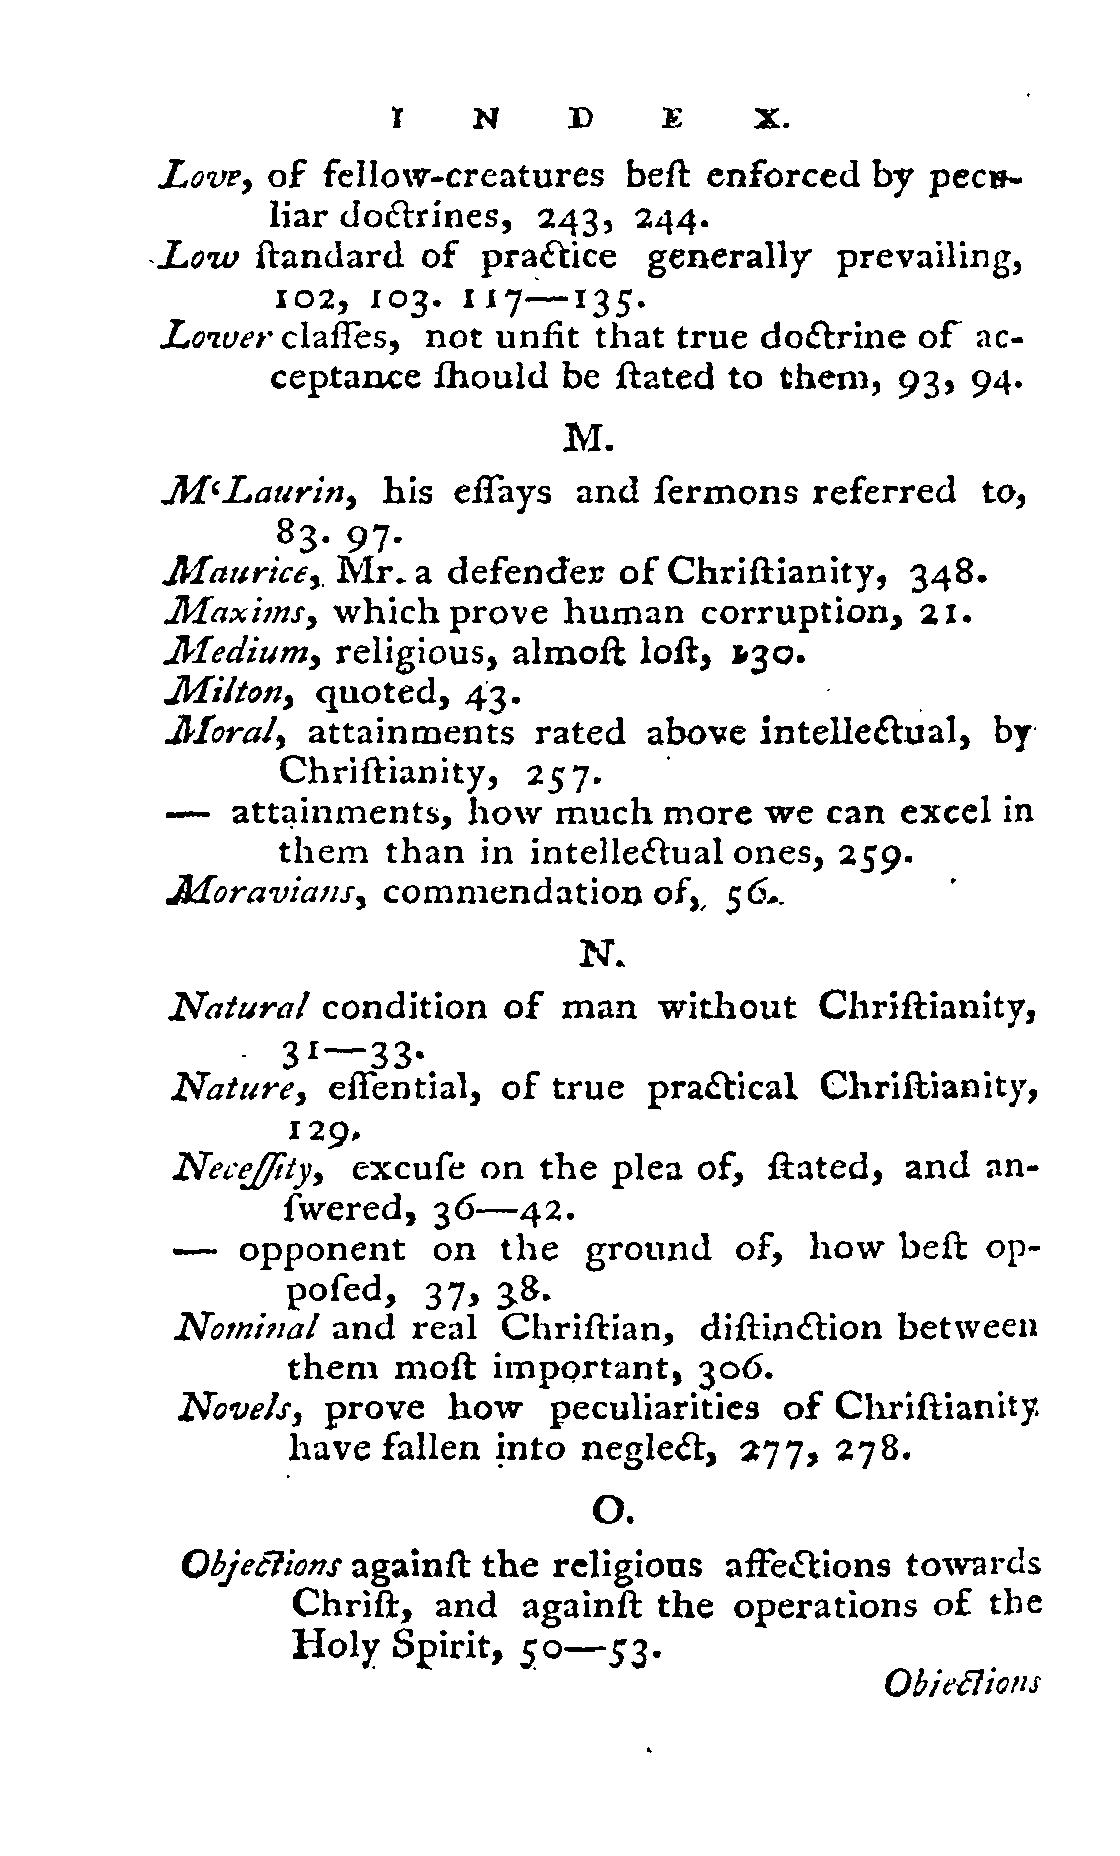 I N D E X.
Love, of fellow-creatures beſt enforced by pecu-
liar doctrines, 243, 244.
Low ſtandard of practice generally prevailing,
102, 103. 117—135.
Lower claſſes, not unfit that true doctrine of ac-
ceptance ſhould be ſtated to them, 93, 94.
M.
M‘Laurin, his eſſays and ſermons referred to,
83. 97.
Maurice, Mr. a defender of Chriſtianity, 348.
Maxims, which prove human corruption, 21.
Medium, religious, almoſt loſt, 130.
Milton, quoted, 43.
Moral, attainments rated above intellectual, by
Chriſtianity, 257.
— attainments, how much more we can excel in
them than in intellectual ones, 259.
Moravians, commendation of, 56.
N.
Natural condition of man without Chriſtianity,
31—33.
Nature, eſſential, of true practical Chriſtianity,
129.
Neceſſity, excuſe on the plea of, ſtated, and an-
ſwered, 36—42.
— opponent on the ground of, how beſt op-
poſed, 37, 38.
Nominal and real Chriſtian, diſtinction between
them moſt important, 306.
Novels, prove how peculiarities of Chriſtianity
have fallen into neglect, 277, 278.
O.
Objections againſt the religious affections towards
Chriſt, and againſt the operations of the
Holy Spirit, 50—53.
Objections